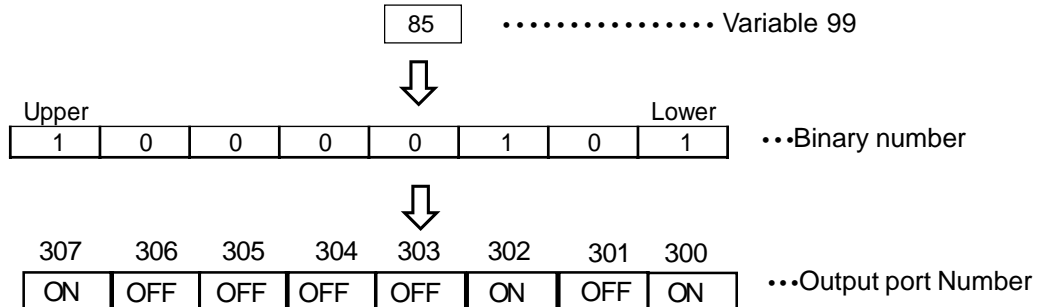 85 ················ Variable 99
Upper Lower
1 0 0 0 0 1 0 1 ···Binary number
307 306 305 304 303 302 301 300
ON OFF OFF OFF OFF ON OFF ON ···Output port Number